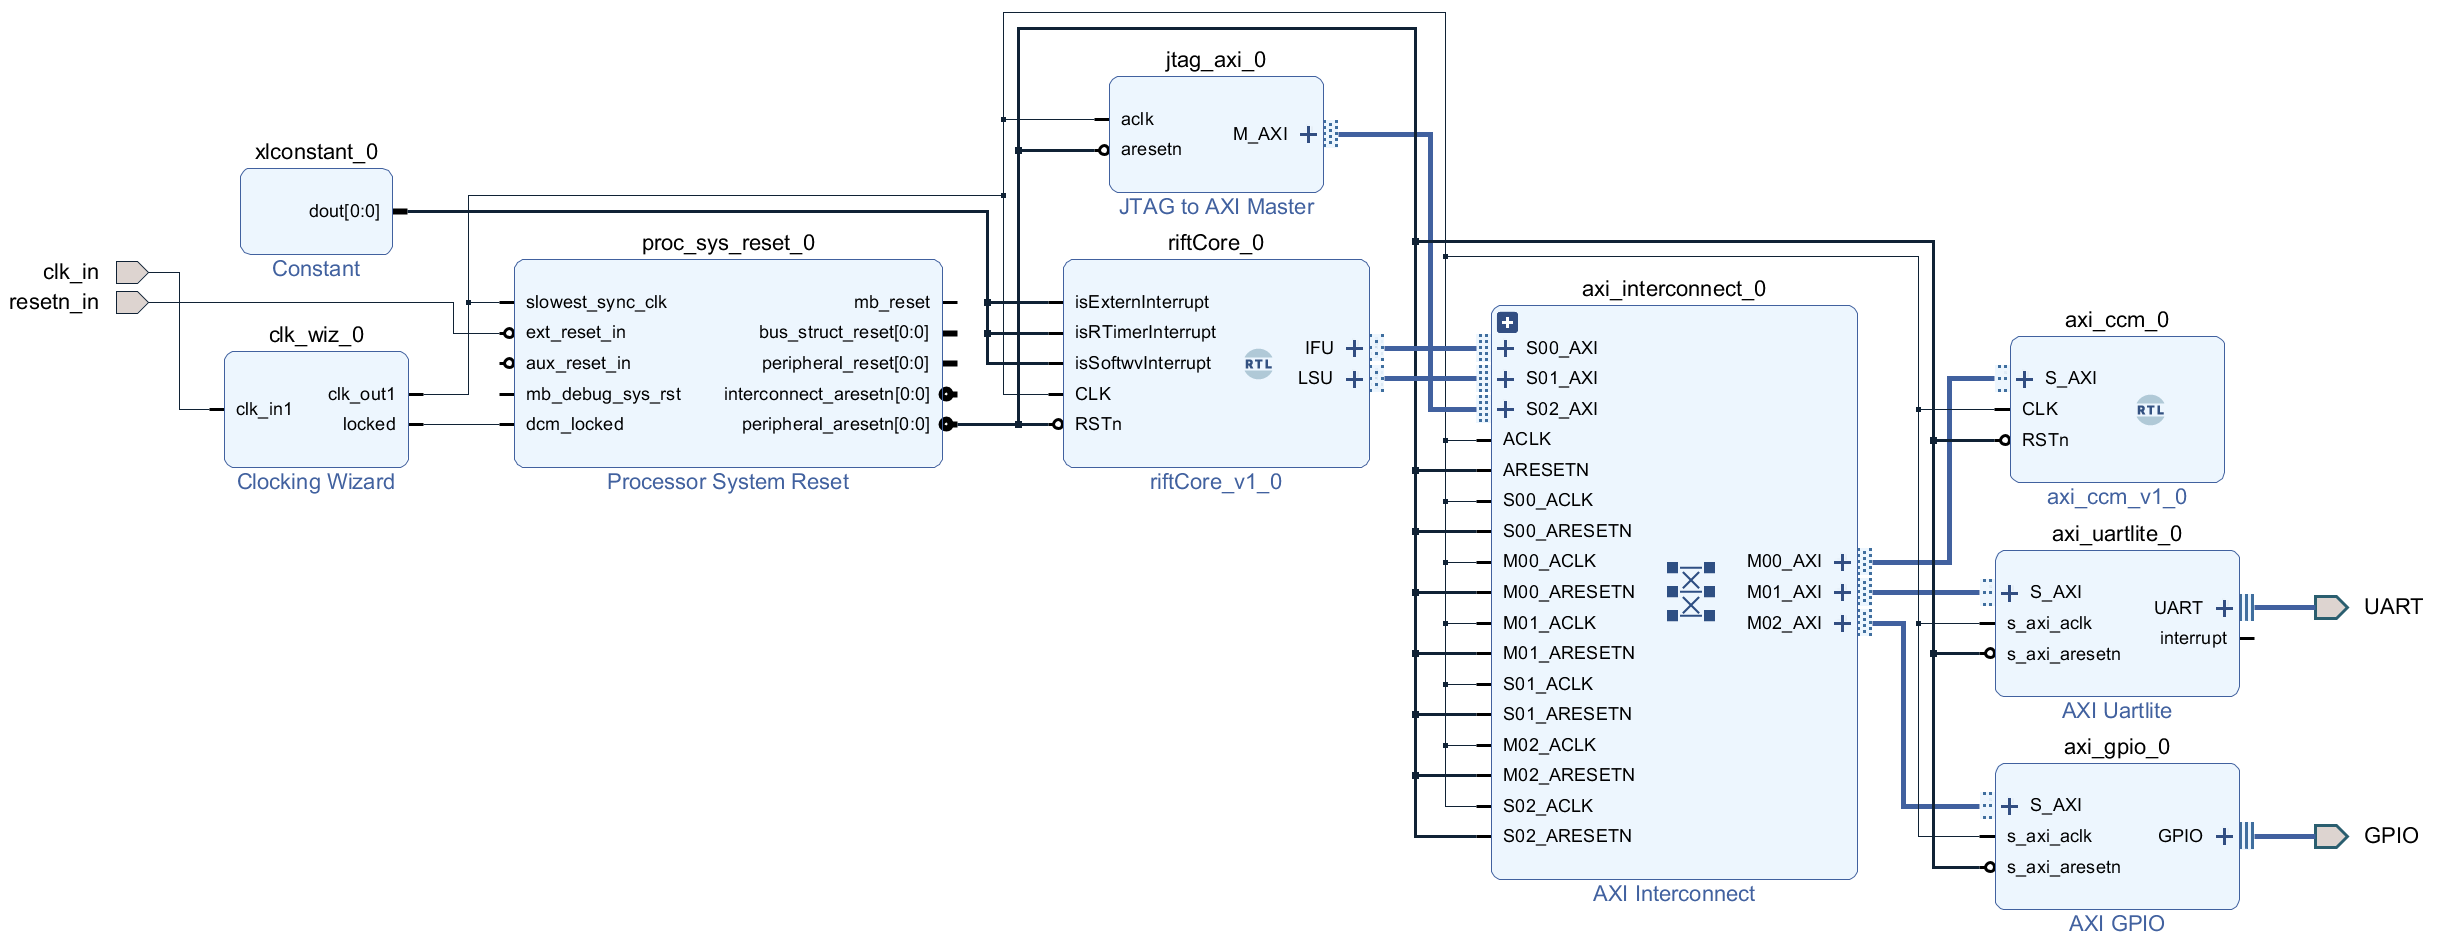 clk_in
resetn_in
xlconstant_0
dout[0:0]
Constant
clk_wiz_0
clk_in1
clk_out1
locked
Clocking Wizard
proc_sys_reset_0
slowest_sync_clk
ext_reset_in
aux_reset_in
mb_debug_sys_rst
dcm_locked
mb_reset
bus_struct_reset[0:0]
peripheral_reset[0:0]
interconnect_aresetn[0:0]
peripheral_aresetn[0:0]
Processor System Reset
jtag_axi_0
aclk
aresetn
M_AXI
JTAG to AXI Master
riftCore_0
isExternInterrupt
isRTimerInterrupt
isSoftwvInterrupt
CLK
RSTn
RTL
IFU
LSU
riftCore_v1_0
axi_interconnect_0
S00_AXI
S01_AXI
S02_AXI
ACLK
ARESETN
S00_ACLK
S00_ARESETN
M00_ACLK
M00_ARESETN
M01_ACLK
M01_ARESETN
S01_ACLK
S01_ARESETN
M02_ACLK
M02_ARESETN
S02_ACLK
S02_ARESETN
M00_AXI
M01_AXI
M02_AXI
AXI Interconnect
axi_ccm_0
S_AXI
CLK
RSTn
RTL
axi_ccm_v1_0
axi_uartlite_0
S_AXI
s_axi_aclk
s_axi_aresetn
UART
interrupt
AXI Uartlite
UART
axi_gpio_0
S_AXI
s_axi_aclk
s_axi_aresetn
GPIO
AXI GPIO
GPIO